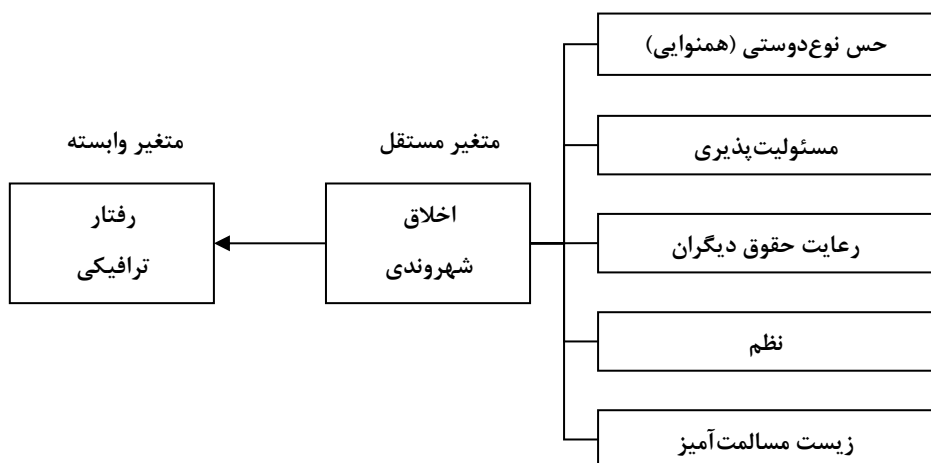 حس نوع‌دوستی (همنوایی)
مسئولیت‌پذیری
متغیر مستقل
متغیر وابسته
اخلاق
شهروندی
رفتار
ترافیکی
رعایت حقوق دیگران
نظم
زیست مسالمت‌آمیز